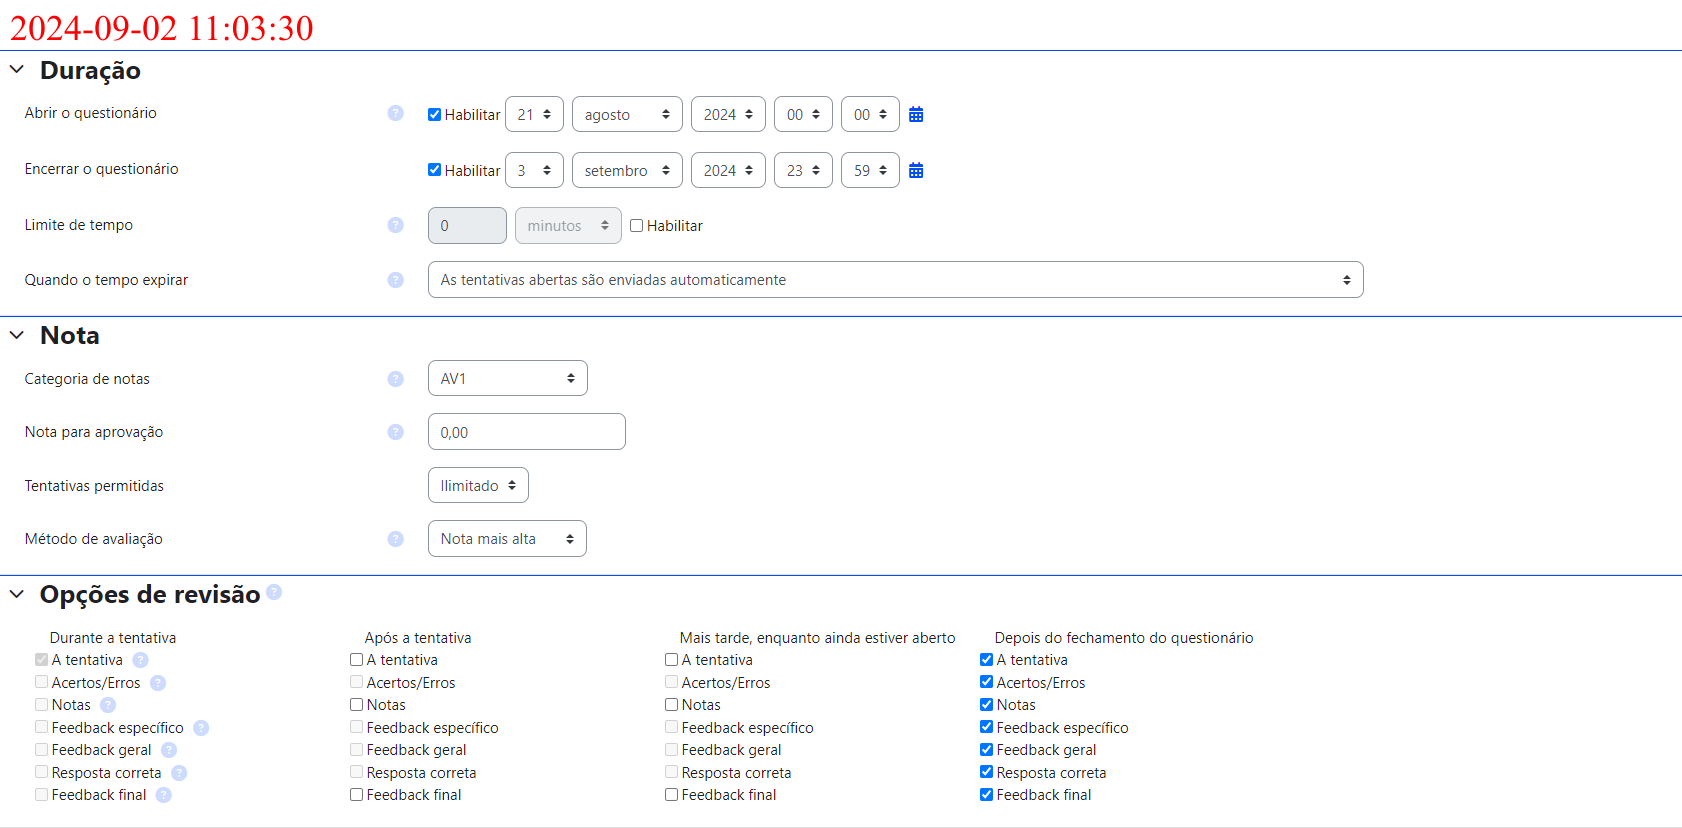 2024-09-02 11:03:30
Duração
Abrir o questionário ? Habilitar 21 agosto 2024 00 00
Encerrar o questionário Habilitar 3 setembro 2024 23 59
Limite de tempo ? 0 minutos Habilitar
Quando o tempo expirar ? As tentativas abertas são enviadas automaticamente
Nota
Categoria de notas ? AV1
Nota para aprovação ? 0,00
Tentativas permitidas Ilimitado
Método de avaliação ? Nota mais alta
Opções de revisão ?
Durante a tentativa Após a tentativa Mais tarde, enquanto ainda estiver aberto Depois do fechamento do questionário
A tentativa ? A tentativa A tentativa A tentativa
Acertos/Erros ? Acertos/Erros Acertos/Erros Acertos/Erros
Notas ? Notas Notas Notas
Feedback específico ? Feedback específico Feedback específico Feedback específico
Feedback geral ? Feedback geral Feedback geral Feedback geral
Resposta correta ? Resposta correta Resposta correta Resposta correta
Feedback final ? Feedback final Feedback final Feedback final